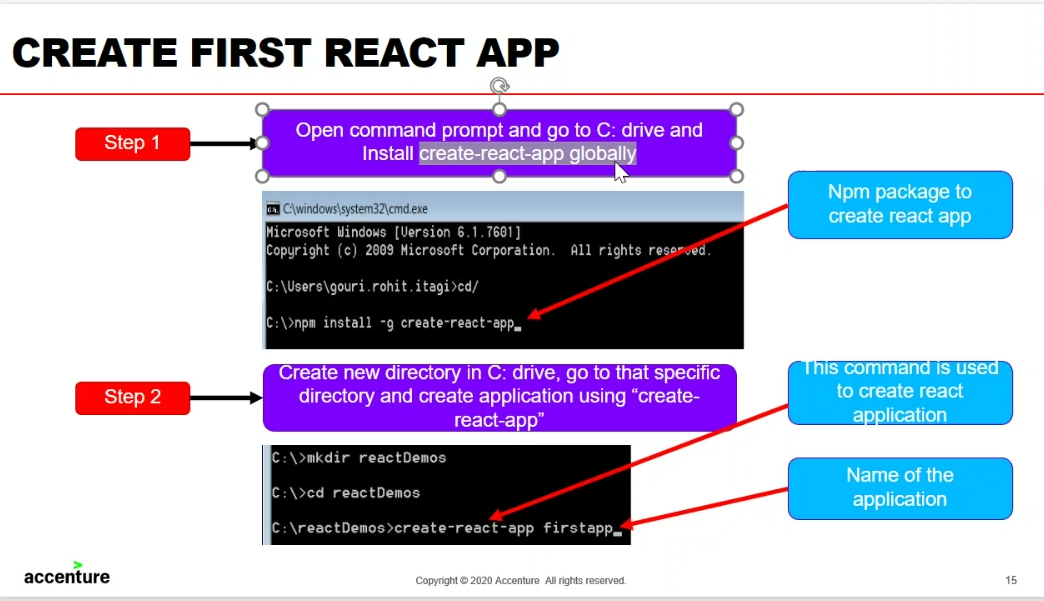 CREATE FIRST REACT APP
Step 1
Open command prompt and go to C: drive and
Install create-react-app globally
Npm package to
create react app
C:\windows\system32\cmd.exe
Microsoft Windows [Version 6.1.7601]
Copyright (c) 2009 Microsoft Corporation.  All rights reserved.
C:\Users\gouri.rohit.itagi>cd/
C:\>npm install -g create-react-app
Step 2
Create new directory in C: drive, go to that specific
directory and create application using “create-
react-app”
This command is used
to create react
application
C:\>mkdir reactDemos
C:\>cd reactDemos
C:\reactDemos>create-react-app firstapp
Name of the
application
accenture
Copyright © 2020 Accenture  All rights reserved.
15